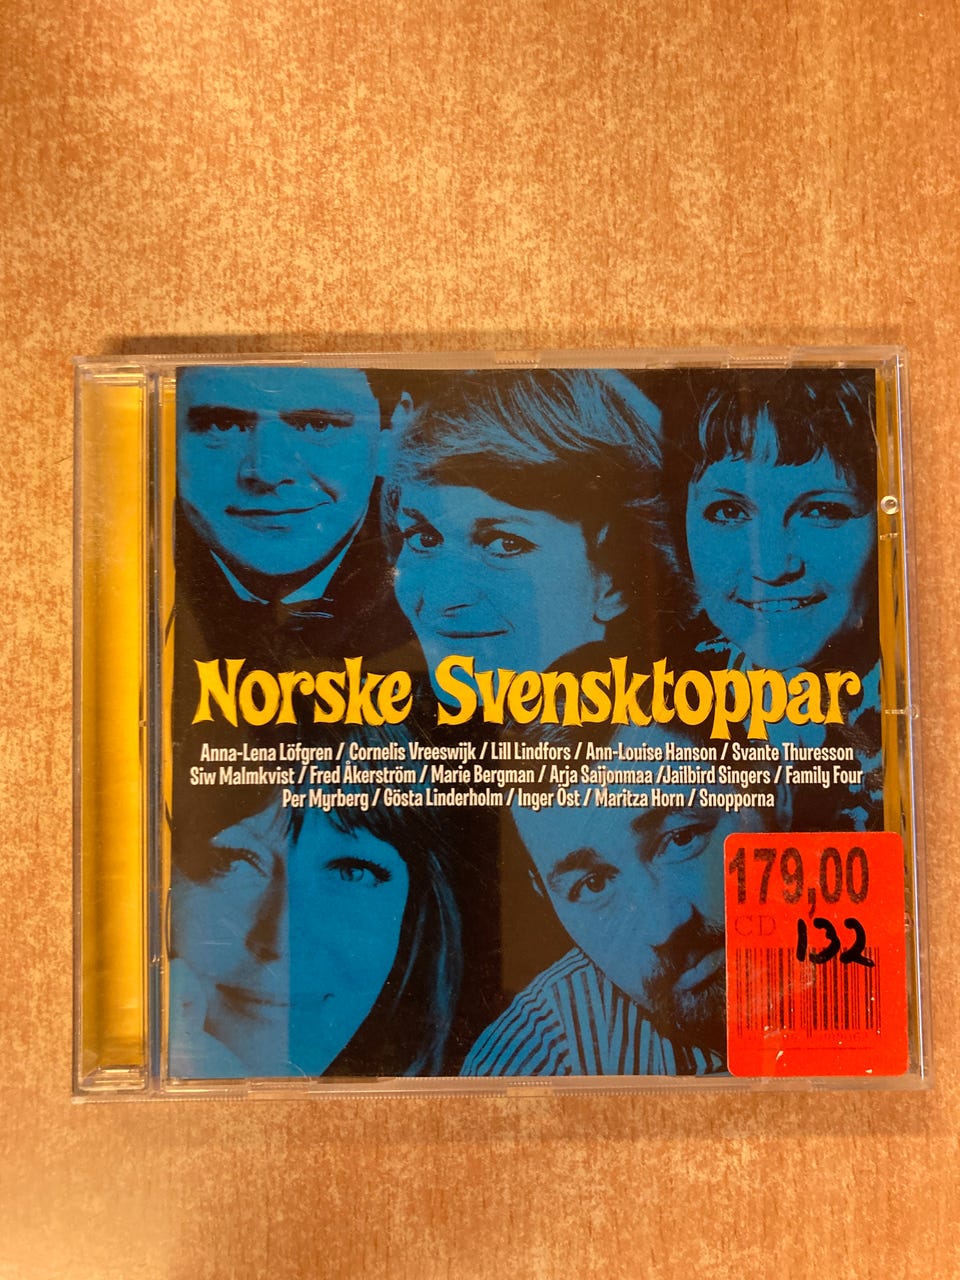 Norske Svensktoppar
Anna-Lena Löfgren / Cornelis Vreeswijk / Lill Lindfors / Ann-Louise Hanson / Svante Thuresson
Siw Malmkvist / Fred Åkerström / Marie Bergman / Arja Saijonmaa /Jailbird Singers / Family Four
Per Myrberg / Gösta Linderholm / Inger Öst / Maritza Horn / Snopporna
179,00
CD
132